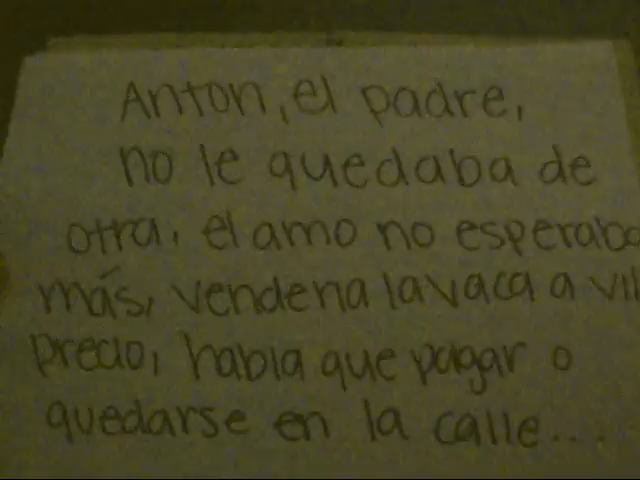 Anton, el padre,
no le quedaba de
otra, el amo no esperaba
más, vendería la vaca a vil
precio, habia que pagar o
quedarse en la calle...